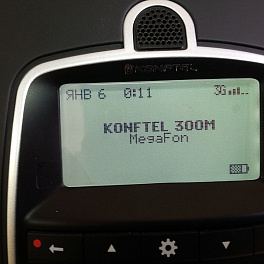 KONFTEL
ЯНВ 6 0:11 3G
KONFTEL 300M
MegaFon